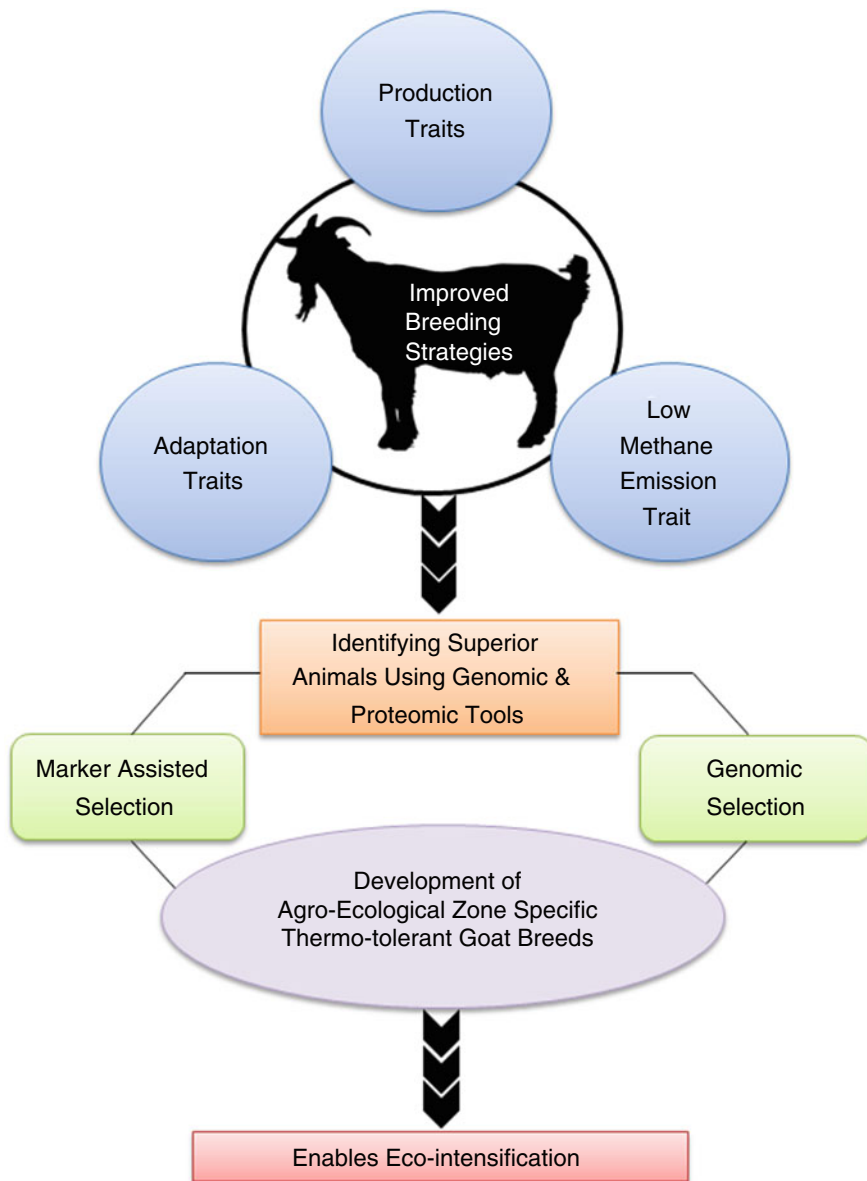 Production
Traits
Improved
Breeding
Strategies
Adaptation
Traits
Low
Methane
Emission
Trait
Identifying Superior
Animals Using Genomic &
Proteomic Tools
Marker Assisted
Selection
Genomic
Selection
Development of
Agro-Ecological Zone Specific
Thermo-tolerant Goat Breeds
Enables Eco-intensification